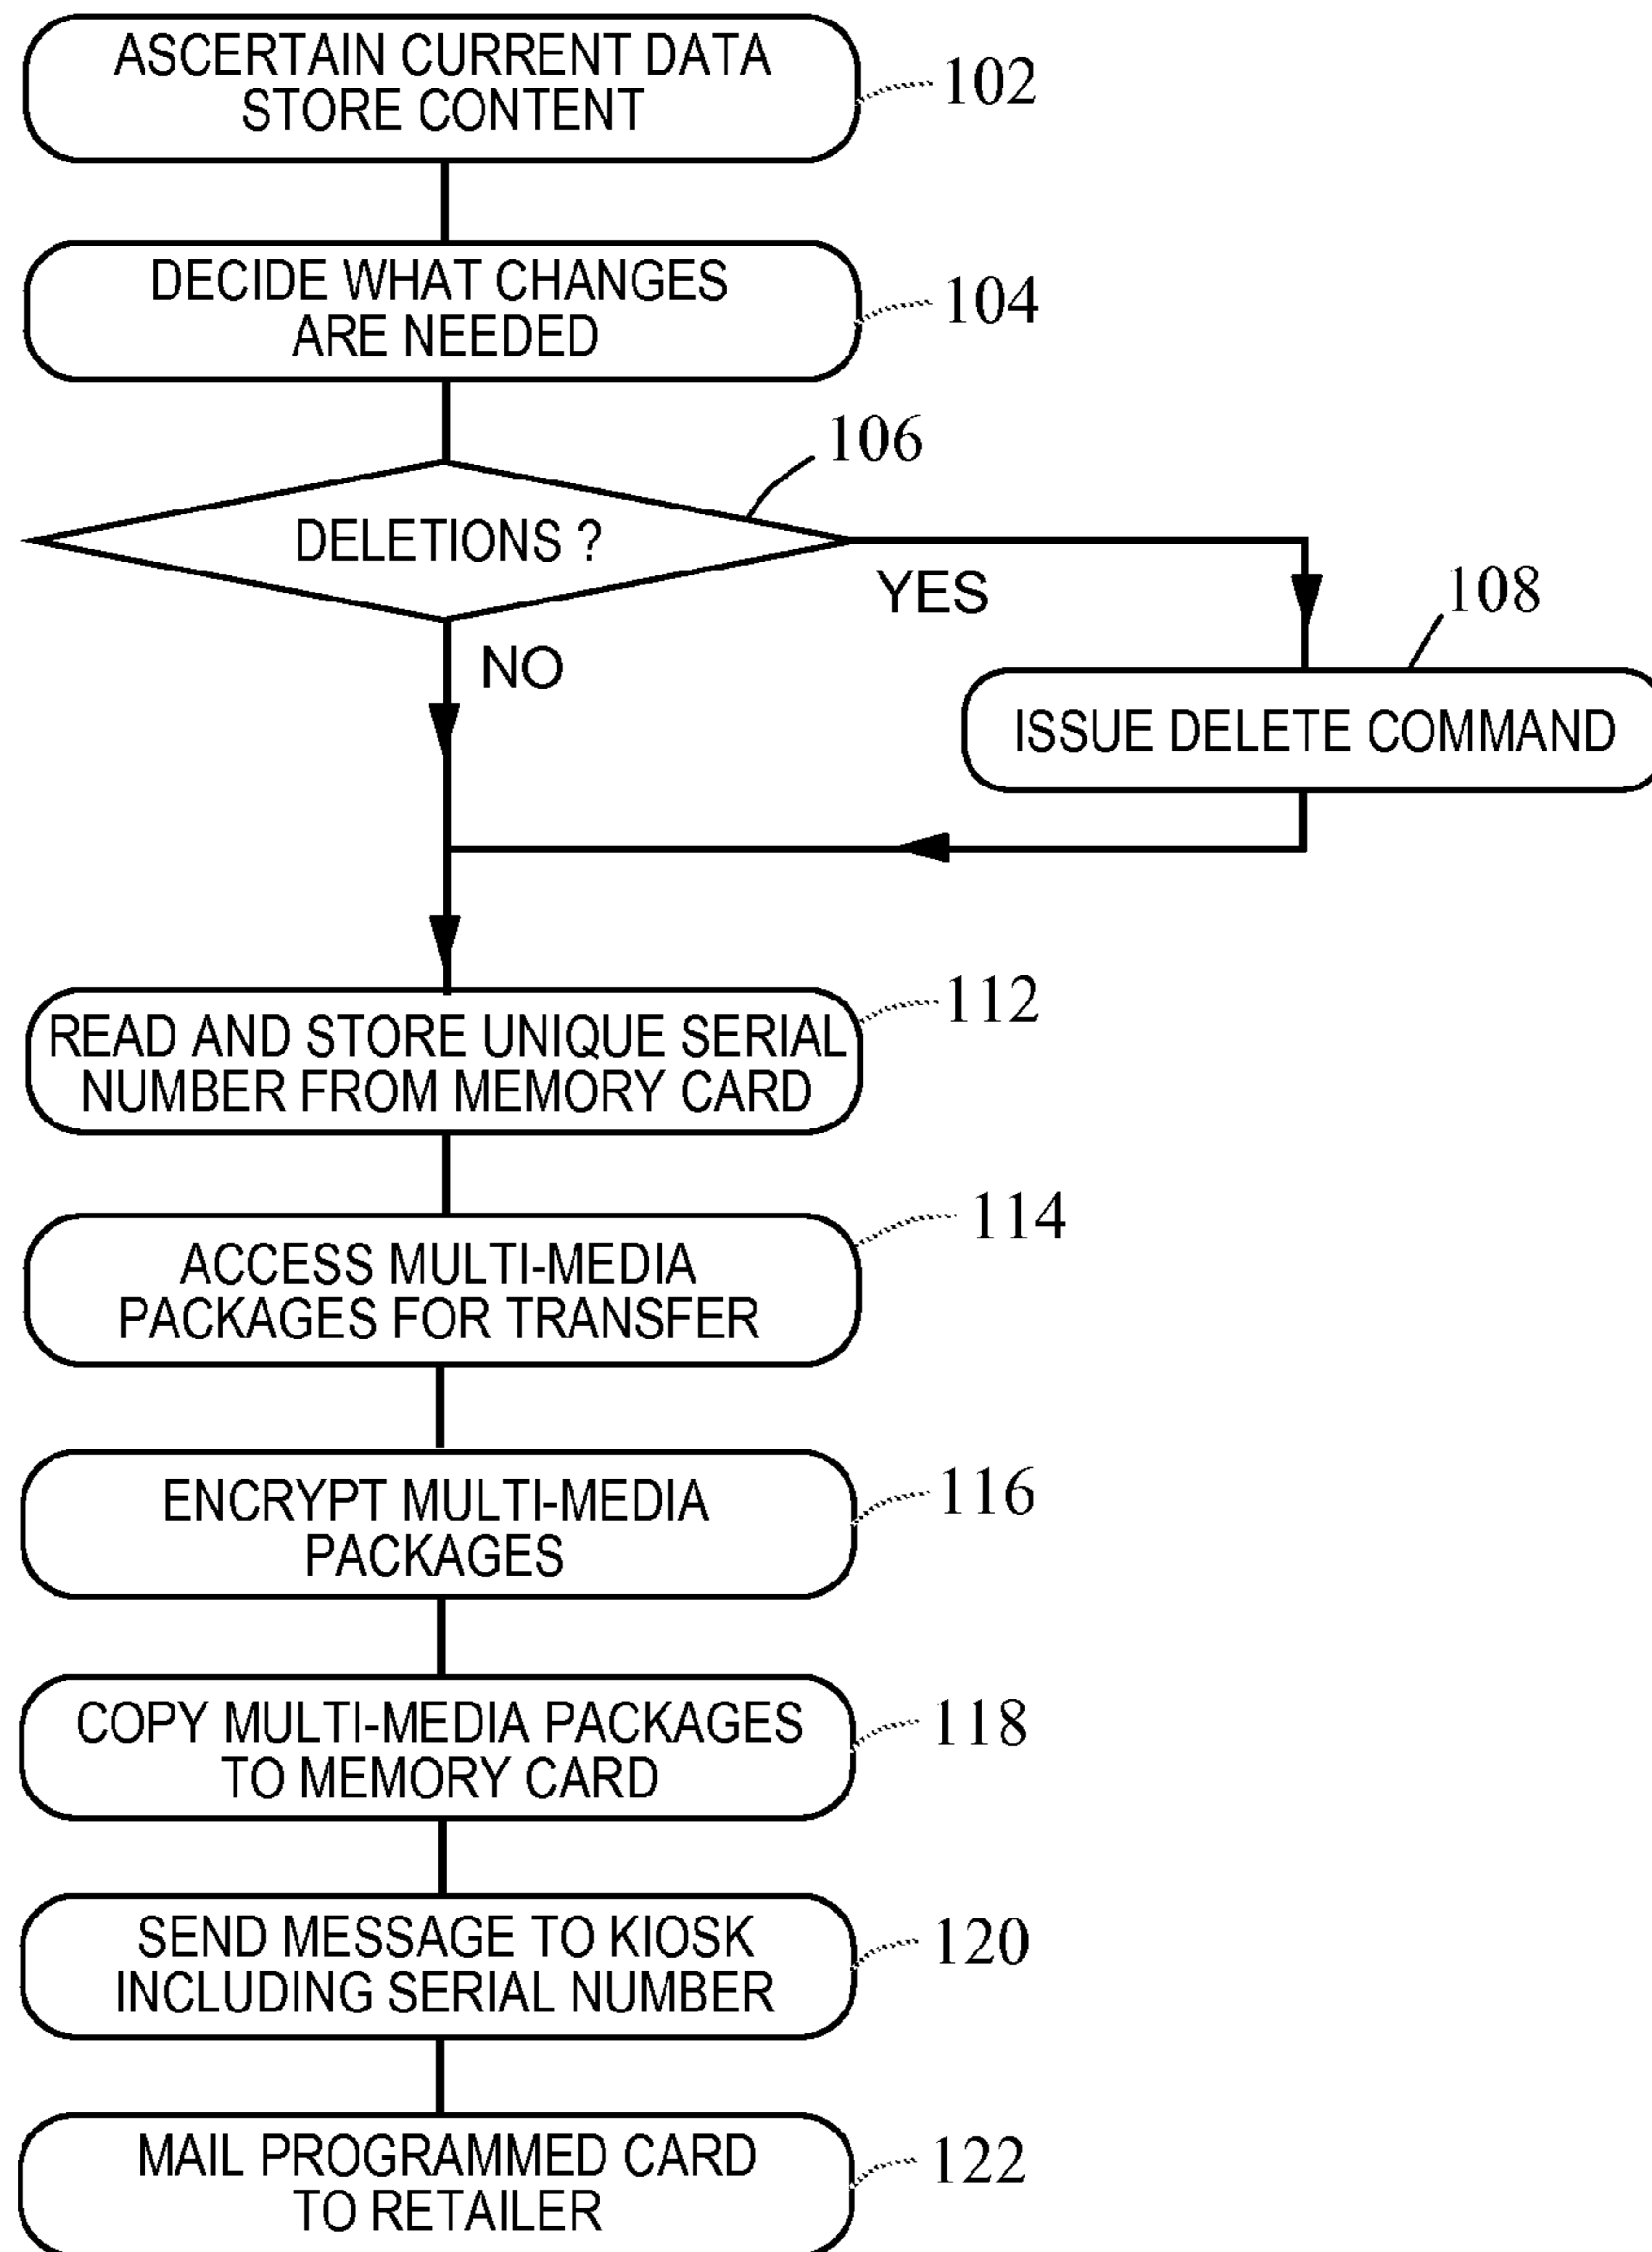 ASCERTAIN CURRENT DATA
STORE CONTENT
102
DECIDE WHAT CHANGES
ARE NEEDED
104
106
DELETIONS ?
YES
NO
108
ISSUE DELETE COMMAND
READ AND STORE UNIQUE SERIAL
NUMBER FROM MEMORY CARD
112
ACCESS MULTI-MEDIA
PACKAGES FOR TRANSFER
114
ENCRYPT MULTI-MEDIA
PACKAGES
116
COPY MULTI-MEDIA PACKAGES
TO MEMORY CARD
118
SEND MESSAGE TO KIOSK
INCLUDING SERIAL NUMBER
120
MAIL PROGRAMMED CARD
TO RETAILER
122